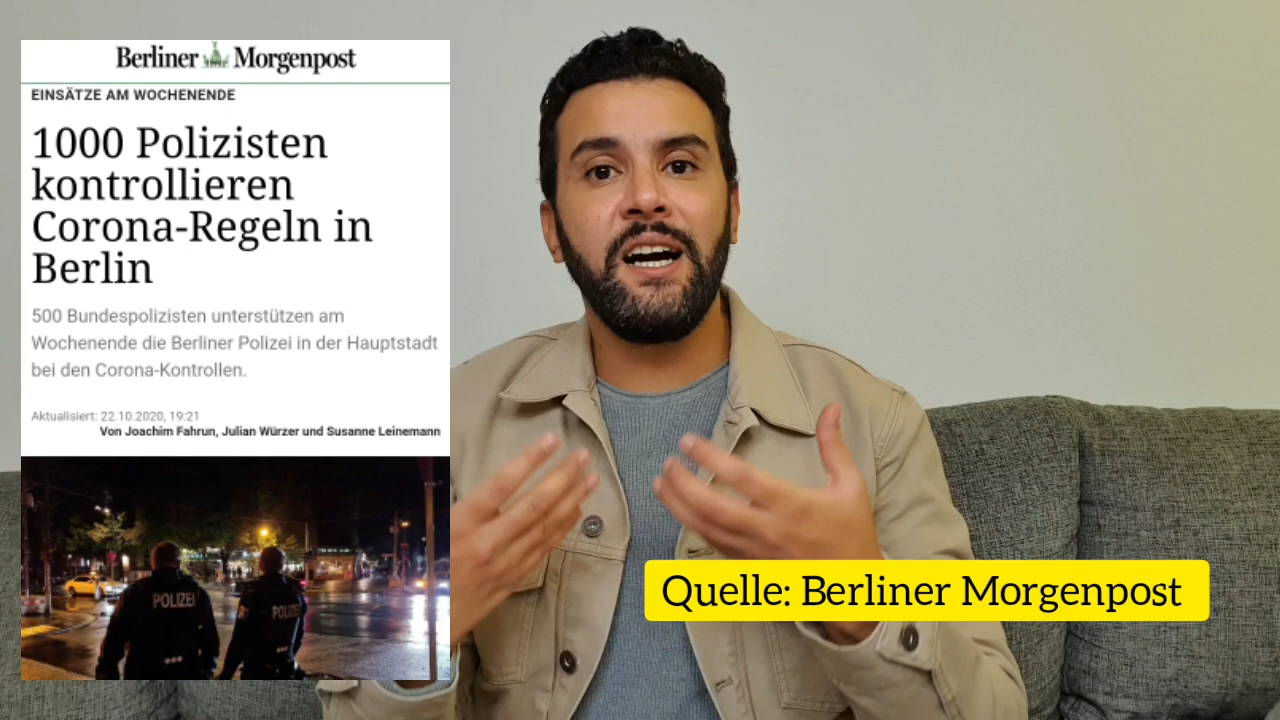 Berliner Morgenpost
EINSÄTZE AM WOCHENENDE
1000 Polizisten
kontrollieren
Corona-Regeln in
Berlin
500 Bundespolizisten unterstützen am
Wochenende die Berliner Polizei in der Hauptstadt
bei den Corona-Kontrollen.
Aktualisiert: 22.10.2020, 19:21
Von Joachim Fahrun, Julian Würzer und Susanne Leinemann
POLIZEI
POLIZEI
Quelle: Berliner Morgenpost